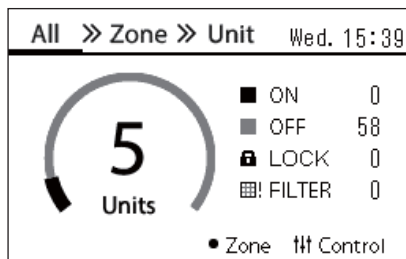 All » Zone » Unit Wed. 15:39
5
Units
ON 0
OFF 58
LOCK 0
! FILTER 0
Zone Control